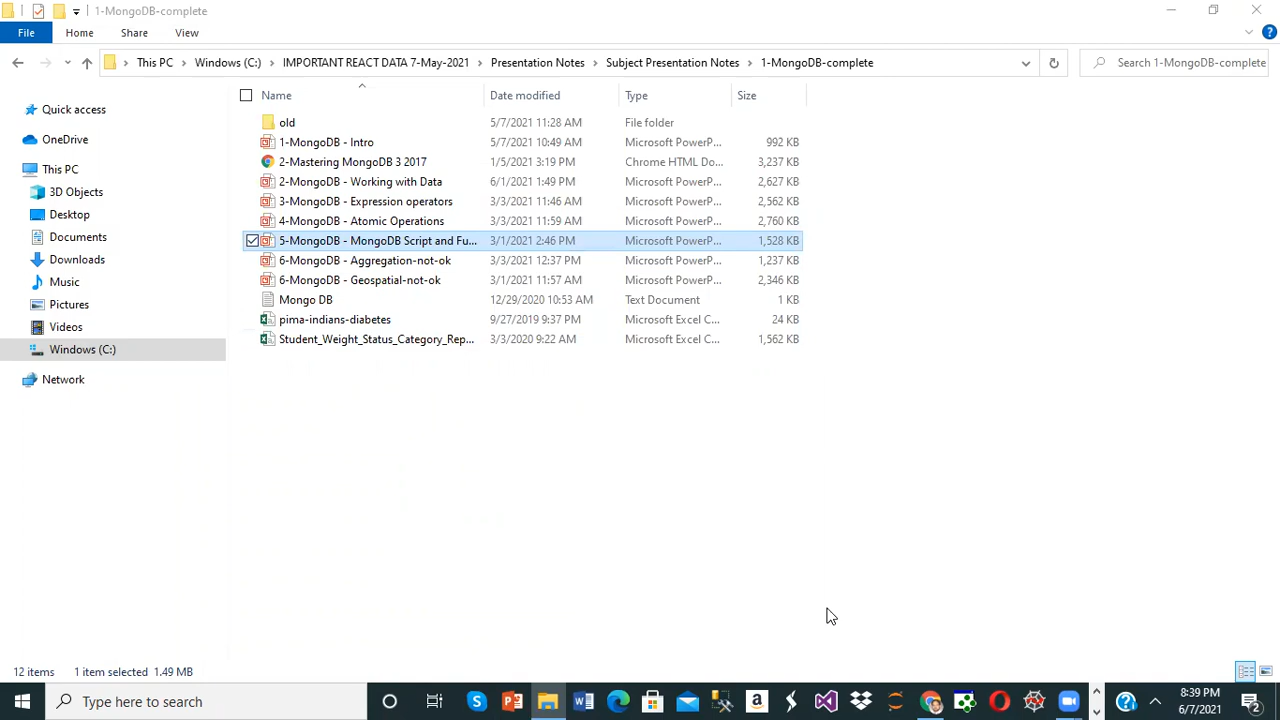 1-MongoDB-complete
File Home Share View
This PC Windows (C:) IMPORTANT REACT DATA 7-May-2021 Presentation Notes Subject Presentation Notes 1-MongoDB-complete Search 1-MongoDB-complete
Name Date modified Type Size
Quick access
OneDrive
This PC
3D Objects
Desktop
Documents
Downloads
Music
Pictures
Videos
Windows (C:)
Network
old 5/7/2021 11:28 AM File folder
1-MongoDB - Intro 5/7/2021 10:49 AM Microsoft PowerP... 992 KB
2-Mastering MongoDB 3 2017 1/5/2021 3:19 PM Chrome HTML Do... 3,237 KB
2-MongoDB - Working with Data 6/1/2021 1:49 PM Microsoft PowerP... 2,627 KB
3-MongoDB - Expression operators 3/3/2021 11:46 AM Microsoft PowerP... 2,562 KB
4-MongoDB - Atomic Operations 3/3/2021 11:59 AM Microsoft PowerP... 2,760 KB
5-MongoDB - MongoDB Script and Fu... 3/1/2021 2:46 PM Microsoft PowerP... 1,528 KB
6-MongoDB - Aggregation-not-ok 3/3/2021 12:37 PM Microsoft PowerP... 1,237 KB
6-MongoDB - Geospatial-not-ok 3/1/2021 11:57 AM Microsoft PowerP... 2,346 KB
Mongo DB 12/29/2020 10:53 AM Text Document 1 KB
pima-indians-diabetes 9/27/2019 9:37 PM Microsoft Excel C... 24 KB
Student_Weight_Status_Category_Rep... 3/3/2020 9:22 AM Microsoft Excel C... 1,562 KB
12 items 1 item selected 1.49 MB
Type here to search
8:39 PM
6/7/2021
2